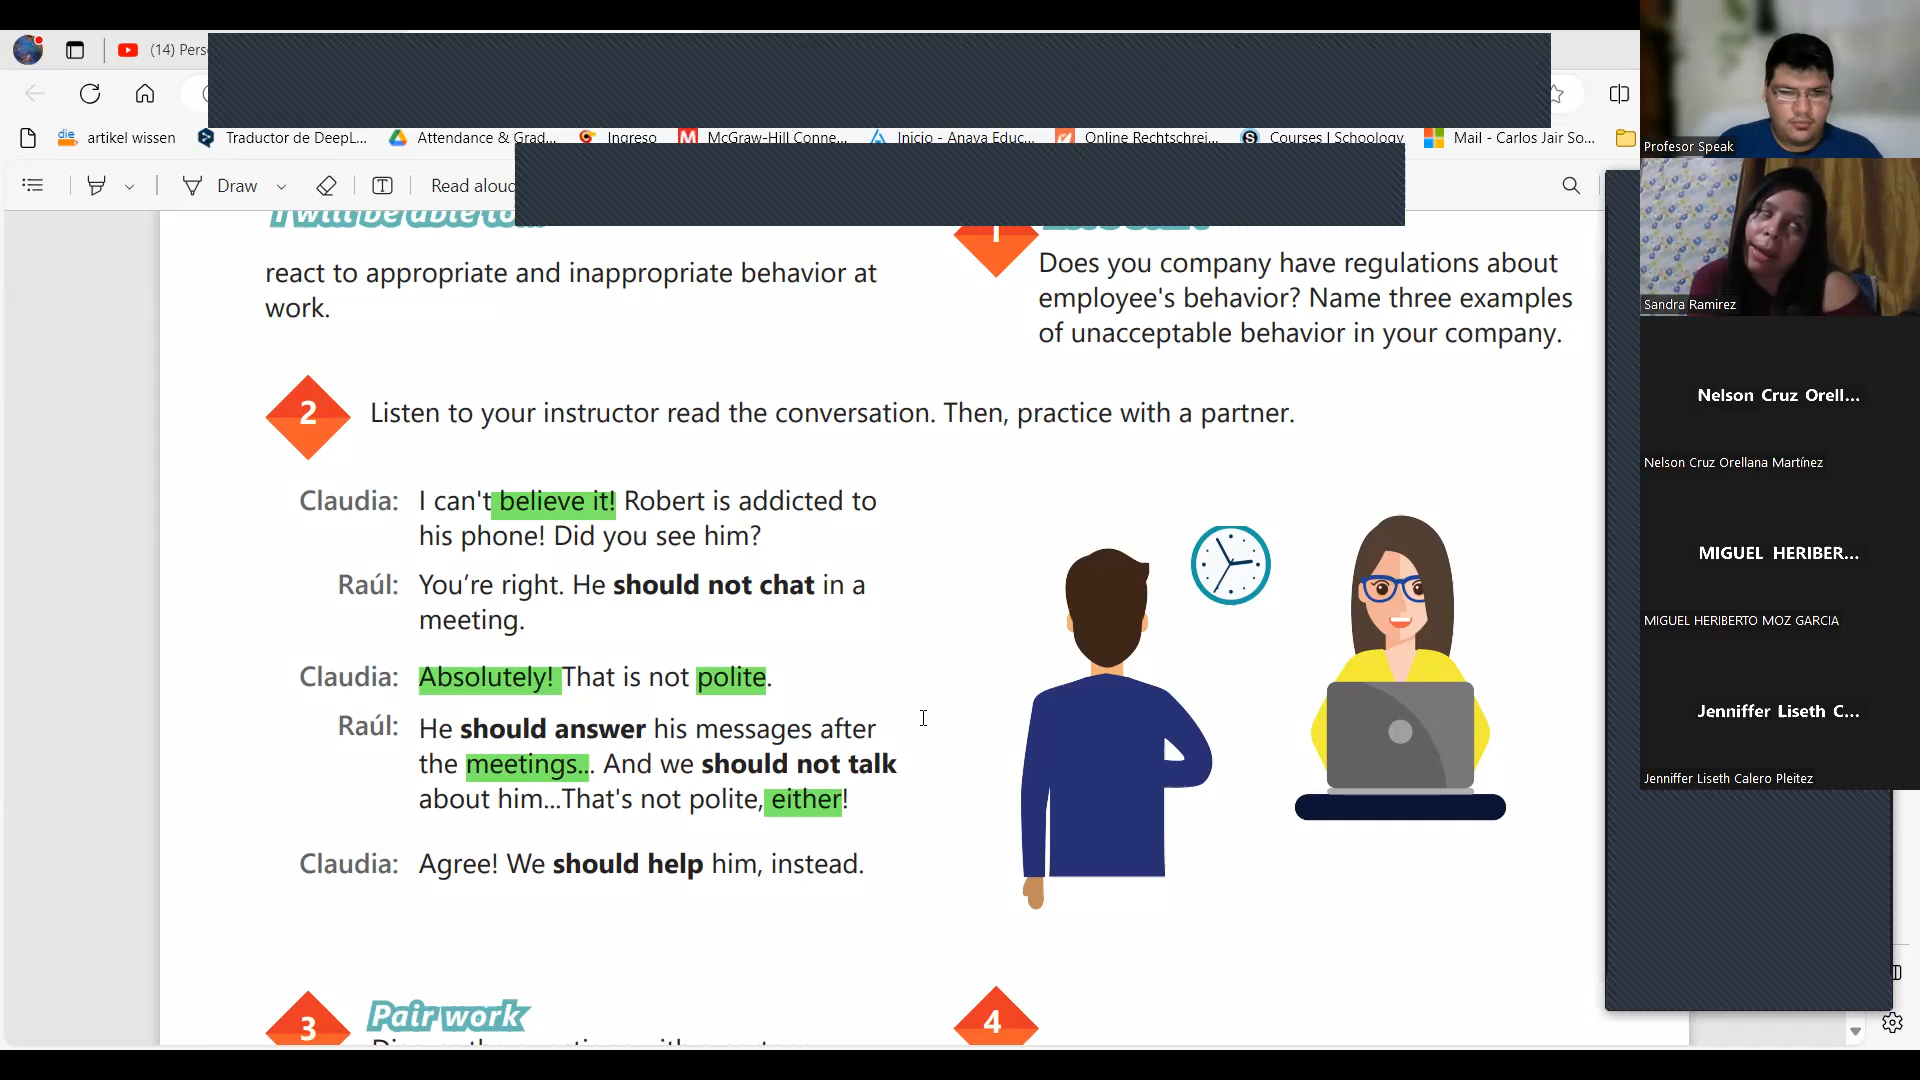 (14) Pers
artikel wissen
Traductor de DeepL...
Attendance & Grad...
Ingreso
McGraw-Hill Conne...
Inicio - Anaya Educ...
Online Rechtschrei...
Courses | Schoology
Mail - Carlos Jair So...
Draw
Read aloud
I will be able to
react to appropriate and inappropriate behavior at
work.
1
Does you company have regulations about
employee's behavior? Name three examples
of unacceptable behavior in your company.
2
Listen to your instructor read the conversation. Then, practice with a partner.
Claudia: I can't believe it! Robert is addicted to
his phone! Did you see him?
Raúl: You're right. He should not chat in a
meeting.
Claudia: Absolutely! That is not polite.
Raúl: He should answer his messages after
the meetings... And we should not talk
about him...That's not polite, either!
Claudia: Agree! We should help him, instead.
3
Pair work
4
Profesor Speak
Sandra Ramirez
Nelson Cruz Orell...
Nelson Cruz Orellana Martínez
MIGUEL HERIBER...
MIGUEL HERIBERTO MOZ GARCIA
Jenniffer Liseth C...
Jenniffer Liseth Calero Pleitez